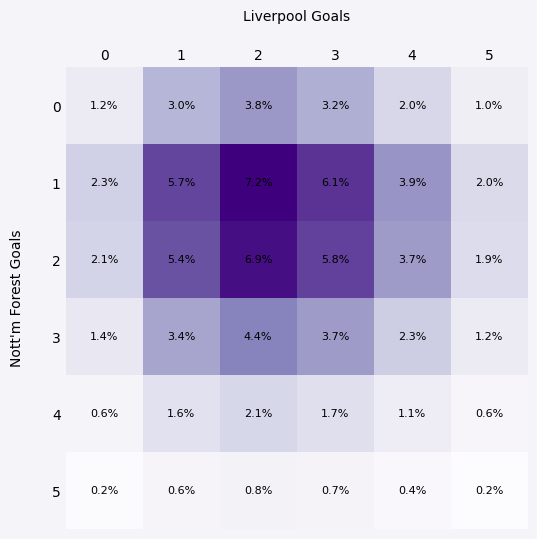 Liverpool Goals
0 1 2 3 4 5
Nott'm Forest Goals
0 1.2% 3.0% 3.8% 3.2% 2.0% 1.0%
1 2.3% 5.7% 7.2% 6.1% 3.9% 2.0%
2 2.1% 5.4% 6.9% 5.8% 3.7% 1.9%
3 1.4% 3.4% 4.4% 3.7% 2.3% 1.2%
4 0.6% 1.6% 2.1% 1.7% 1.1% 0.6%
5 0.2% 0.6% 0.8% 0.7% 0.4% 0.2%